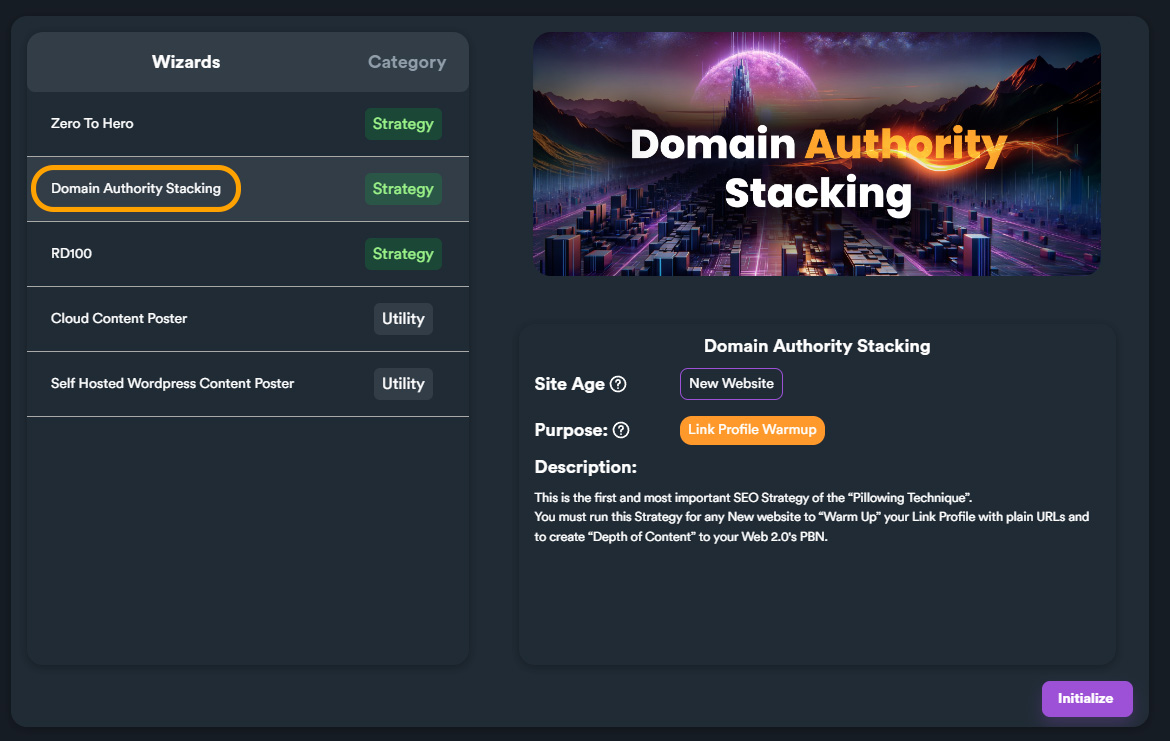 Wizards Category
Zero To Hero Strategy
Domain Authority Stacking Strategy
RD100 Strategy
Cloud Content Poster Utility
Self Hosted Wordpress Content Poster Utility
Domain Authority
Stacking
Domain Authority Stacking
Site Age ? New Website
Purpose: ? Link Profile Warmup
Description:
This is the first and most important SEO Strategy of the “Pillowing Technique”.
You must run this Strategy for any New website to “Warm Up” your Link Profile with plain URLs and
to create “Depth of Content” to your Web 2.0's PBN.
Initialize